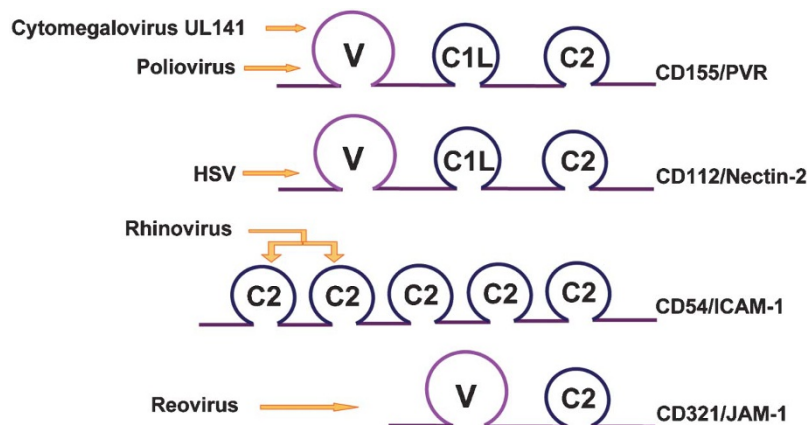 Cytomegalovirus UL141
Poliovirus
V C1L C2 CD155/PVR
HSV
V C1L C2 CD112/Nectin-2
Rhinovirus
C2 C2 C2 C2 C2 CD54/ICAM-1
Reovirus
V C2 CD321/JAM-1